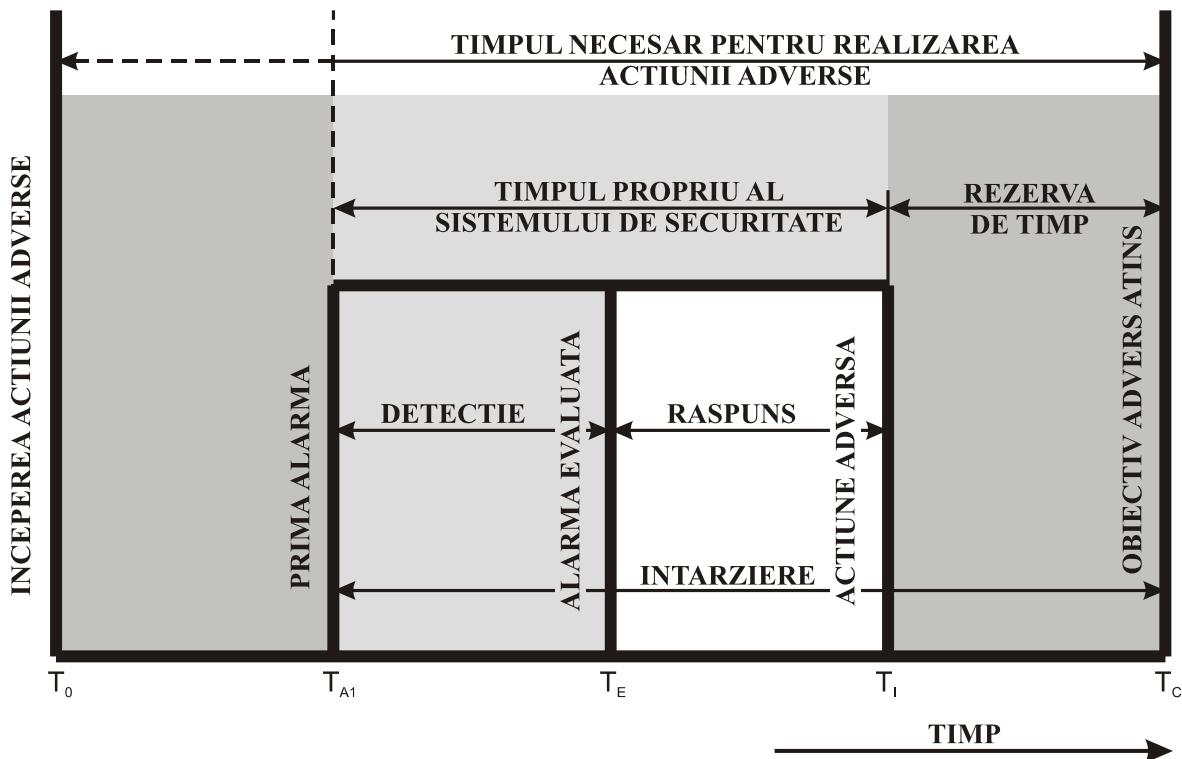 TIMPUL NECESAR PENTRU REALIZAREA
ACTIUNII ADVERSE
INCEPEREA ACTIUNII ADVERSE
TIMPUL PROPRIU AL
SISTEMULUI DE SECURITATE
REZERVA
DE TIMP
PRIMA ALARMA
DETECTIE
ALARMA EVALUATA
RASPUNS
ACTIUNE ADVERSA
OBIECTIV ADVERS ATINS
INTARZIERE
T0
TA1
TE
TI
TC
TIMP